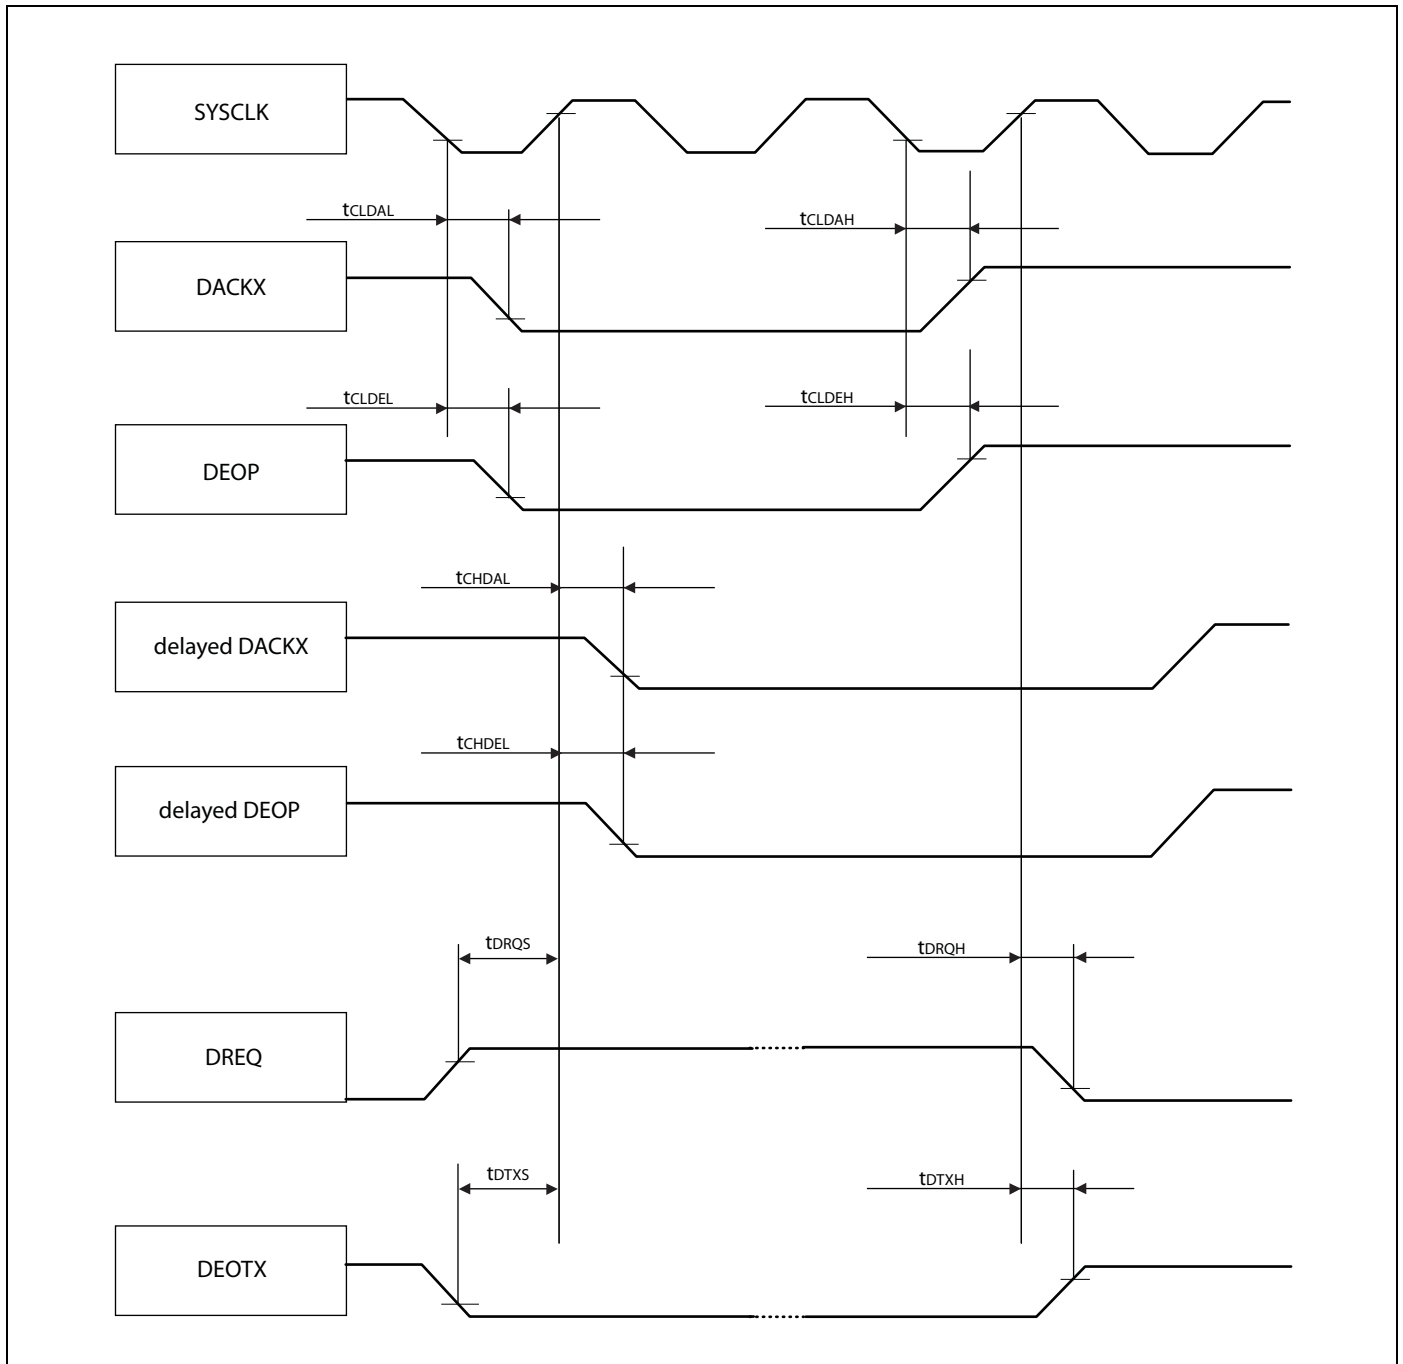 SYSCLK
tCLDAL
tCLDAH
DACKX
tCLDEL
tCLDEH
DEOP
tCHDAL
delayed DACKX
tCHDEL
delayed DEOP
tDRQS
tDRQH
DREQ
tDTXS
tDTXH
DEOTX